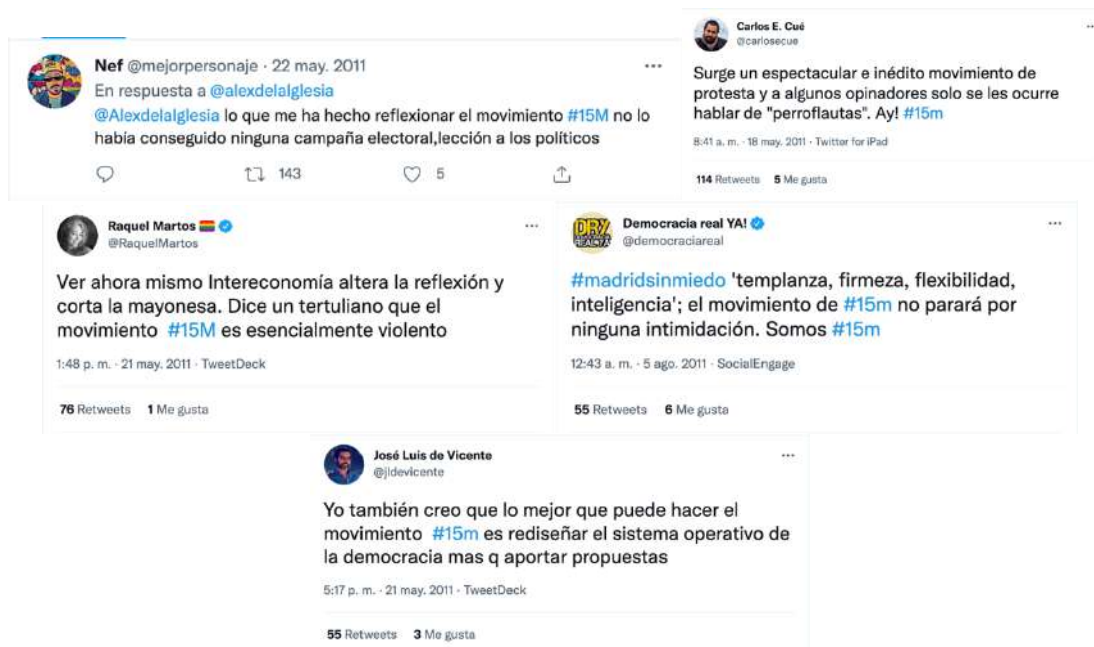 Nef @mejorpersonaje · 22 may. 2011
En respuesta a @alexdelaIglesia
@AlexdelaIglesia lo que me ha hecho reflexionar el movimiento #15M no lo
había conseguido ninguna campaña electoral,lección a los políticos
143 5
Carlos E. Cué
@carlosecue
Surge un espectacular e inédito movimiento de
protesta y a algunos opinadores solo se les ocurre
hablar de "perroflautas". Ay! #15m
8:41 a. m. · 18 may. 2011 · Twitter for iPad
114 Retweets 5 Me gusta
Raquel Martos
@RaquelMartos
Ver ahora mismo Intereconomía altera la reflexión y
corta la mayonesa. Dice un tertuliano que el
movimiento #15M es esencialmente violento
1:48 p. m. · 21 may. 2011 · TweetDeck
76 Retweets 1 Me gusta
DRY
Democracia real YA!
@democraciareal
#madridsinmiedo 'templanza, firmeza, flexibilidad,
inteligencia'; el movimiento de #15m no parará por
ninguna intimidación. Somos #15m
12:43 a. m. · 5 ago. 2011 · SocialEngage
55 Retweets 6 Me gusta
José Luis de Vicente
@jldevicente
Yo también creo que lo mejor que puede hacer el
movimiento #15m es rediseñar el sistema operativo de
la democracia mas q aportar propuestas
5:17 p. m. · 21 may. 2011 · TweetDeck
55 Retweets 3 Me gusta